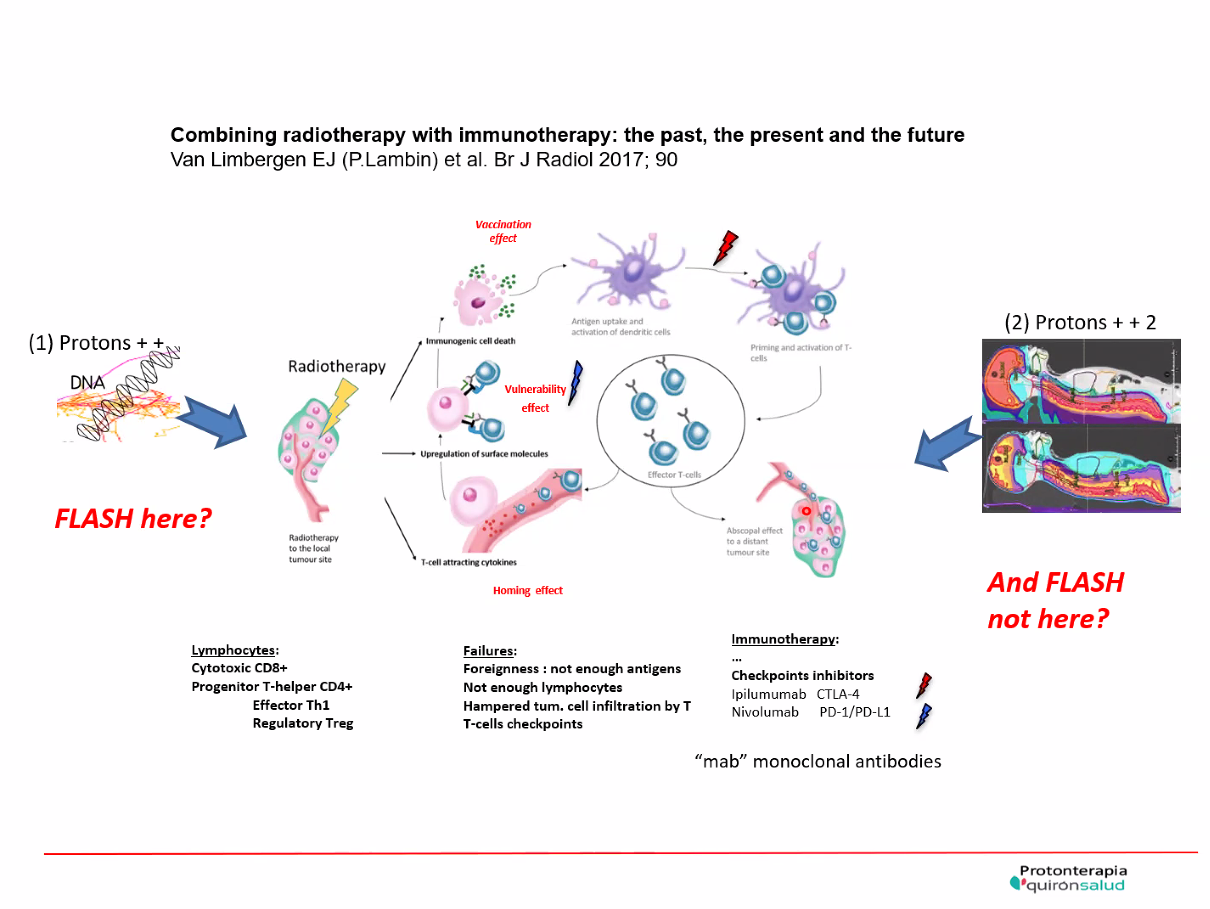 Combining radiotherapy with immunotherapy: the past, the present and the future
Van Limbergen EJ (P.Lambin) et al. Br J Radiol 2017; 90
Vaccination
effect
(1) Protons + +
DNA
FLASH here?
Radiotherapy
Radiotherapy
to the local
tumour site
Immunogenic cell death
Vulnerability
effect
Upregulation of surface molecules
T-cell attracting cytokines
Homing effect
Antigen uptake and
activation of dendritic cells
Priming and activation of T-
cells
Effector T-cells
Abscopal effect
to a distant
tumour site
(2) Protons + + 2
And FLASH
not here?
Lymphocytes:
Cytotoxic CD8+
Progenitor T-helper CD4+
Effector Th1
Regulatory Treg
Failures:
Foreignness : not enough antigens
Not enough lymphocytes
Hampered tum. cell infiltration by T
T-cells checkpoints
Immunotherapy:
...
Checkpoints inhibitors
Ipilumumab CTLA-4
Nivolumab PD-1/PD-L1
“mab” monoclonal antibodies
Protonterapia
quirónsalud